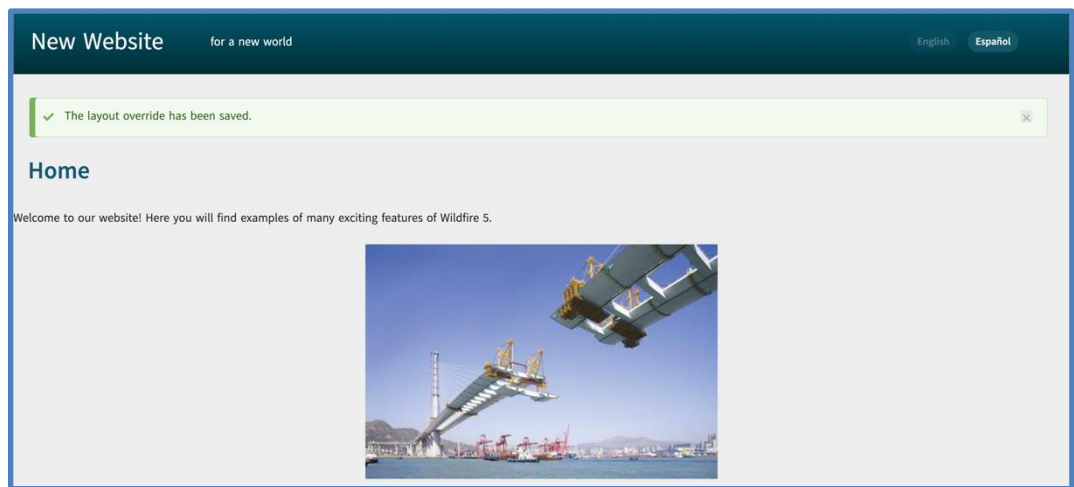 New Website
for a new world
English
Español
The layout override has been saved.
Home
Welcome to our website! Here you will find examples of many exciting features of Wildfire 5.